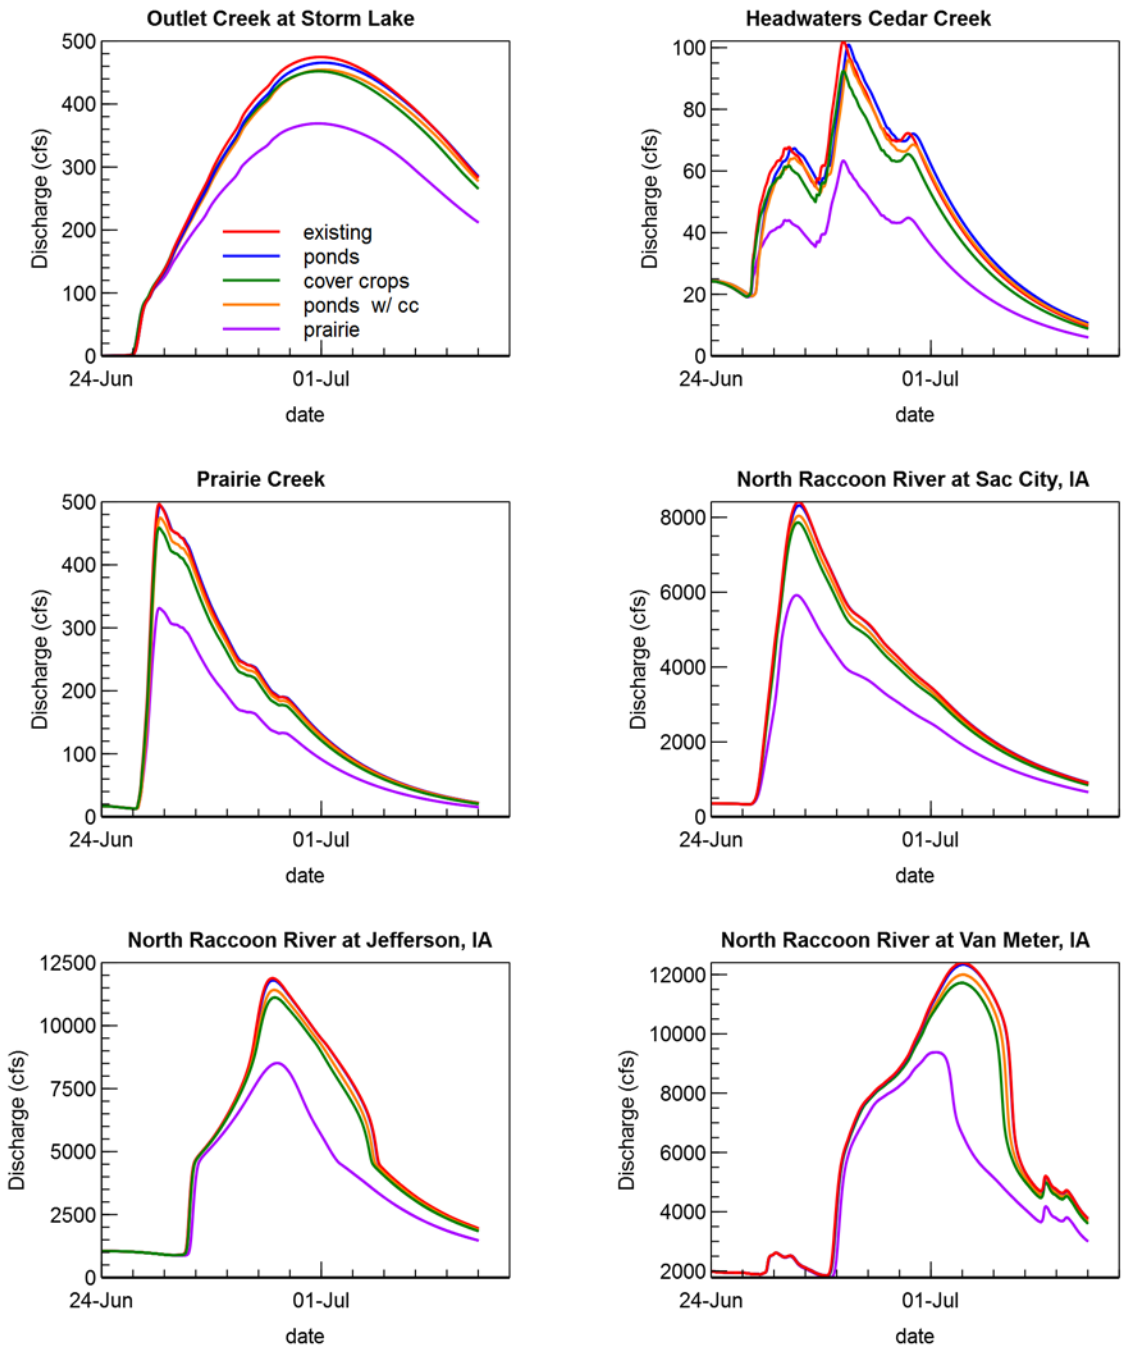 Outlet Creek at Storm Lake
Headwaters Cedar Creek
500
400
300
200
100
0
Discharge (cfs)
existing
ponds
cover crops
ponds w/ cc
prairie
24-Jun
01-Jul
date
100
80
60
40
20
0
Discharge (cfs)
24-Jun
01-Jul
date
Prairie Creek
North Raccoon River at Sac City, IA
500
400
300
200
100
0
Discharge (cfs)
24-Jun
01-Jul
date
8000
6000
4000
2000
0
Discharge (cfs)
24-Jun
01-Jul
date
North Raccoon River at Jefferson, IA
North Raccoon River at Van Meter, IA
12500
10000
7500
5000
2500
0
Discharge (cfs)
24-Jun
01-Jul
date
12000
10000
8000
6000
4000
2000
Discharge (cfs)
24-Jun
01-Jul
date